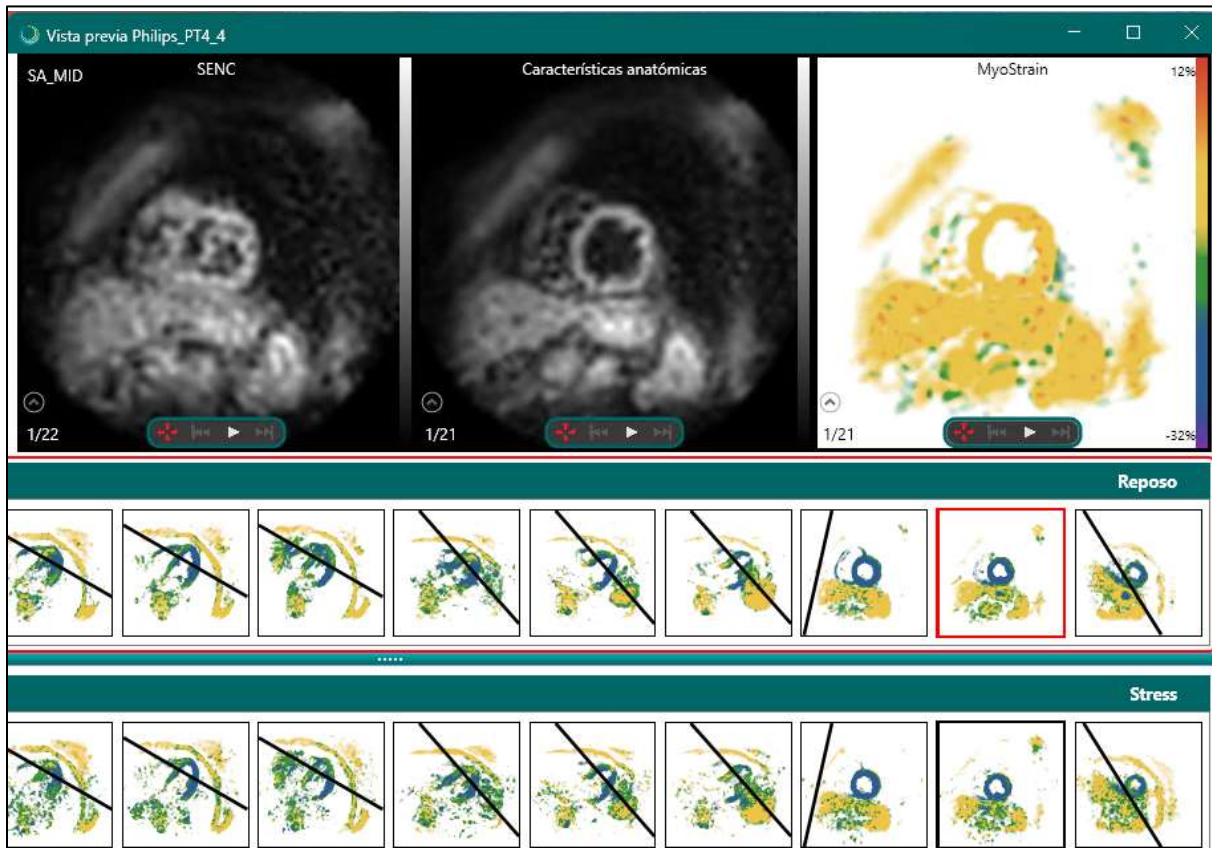 Vista previa Philips_PT4_4
SA_MID
SENC
1/22
Características anatómicas
1/21
MyoStrain
12%
1/21
-32%
Reposo
Stress